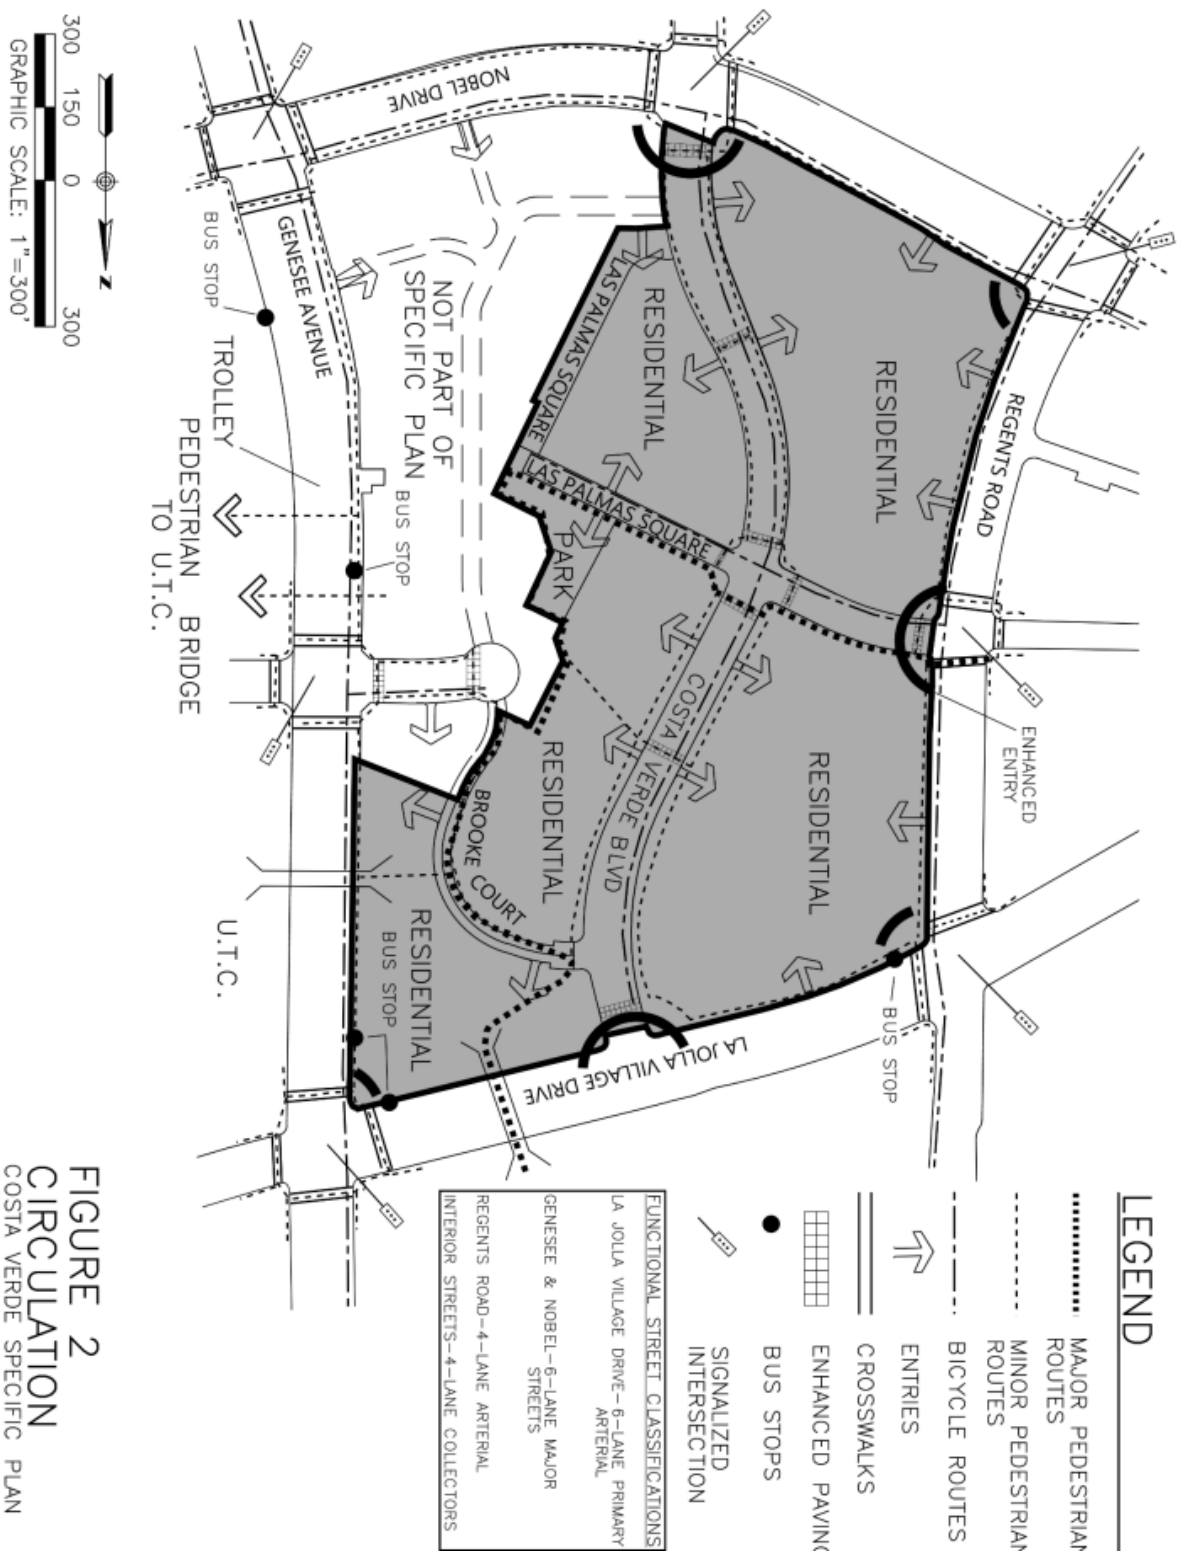 NOBEL DRIVE
REGENTS ROAD
GENESEE AVENUE
BUS STOP
TROLLEY
PEDESTRIAN BRIDGE
TO U.T.C.
NOT PART OF
SPECIFIC PLAN
BUS STOP
RESIDENTIAL
RESIDENTIAL
LAS PALMAS SQUARE
LAS PALMAS SQUARE
PARK
COSTA VERDE BLVD
ENHANCED
ENTRY
RESIDENTIAL
RESIDENTIAL
BROOKE COURT
RESIDENTIAL
BUS STOP
U.T.C.
BUS STOP
LA JOLLA VILLAGE DRIVE
300 150 0 300
GRAPHIC SCALE: 1"=300'
N
LEGEND
MAJOR PEDESTRIAN
ROUTES
MINOR PEDESTRIAN
ROUTES
BICYCLE ROUTES
ENTRIES
CROSSWALKS
ENHANCED PAVING
BUS STOPS
SIGNALIZED
INTERSECTION
FUNCTIONAL STREET CLASSIFICATIONS
LA JOLLA VILLAGE DRIVE-6-LANE PRIMARY
ARTERIAL
GENESEE & NOBEL-6-LANE MAJOR
STREETS
REGENTS ROAD-4-LANE ARTERIAL
INTERIOR STREETS-4-LANE COLLECTORS
FIGURE 2
CIRCULATION
COSTA VERDE SPECIFIC PLAN